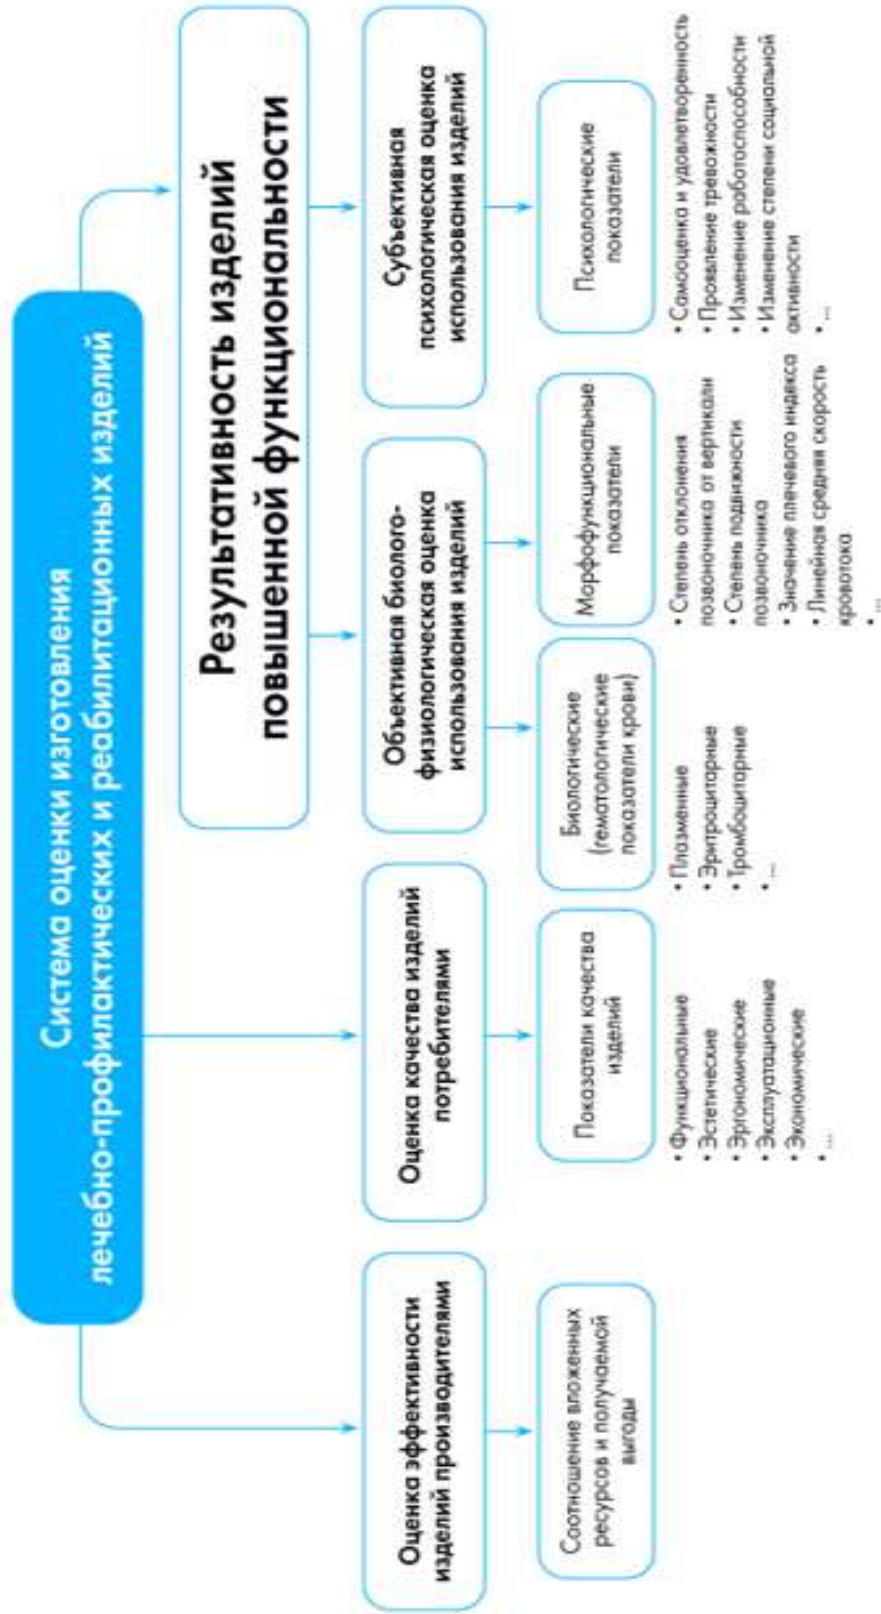 Система оценки изготовления
лечебно-профилактических и реабилитационных изделий
Результативность изделий
повышенной функциональности
Оценка эффективности
изделий производителями
Оценка качества изделий
потребителями
Объективная биолого-
физиологическая оценка
использования изделий
Субъективная
психологическая оценка
использования изделий
Соотношение вложенных
ресурсов и получаемой
выгоды
Показатели качества
изделий
• Функциональные
• Эстетические
• Эргономические
• Эксплуатационные
• Экономические
• ...
Биологические
(гематологические
показатели крови)
• Плазменные
• Эритроцитарные
• Тромбоцитарные
• ...
Морфофункциональные
показатели
• Степень отклонения
позвоночника от вертикали
• Степень подвижности
позвоночника
• Значение плечевого индекса
• Линейная средняя скорость
кровотока
• ...
Психологические
показатели
• Самооценка и удовлетворенность
• Проявление тревожности
• Изменение работоспособности
• Изменение степени социальной
активности
• ...